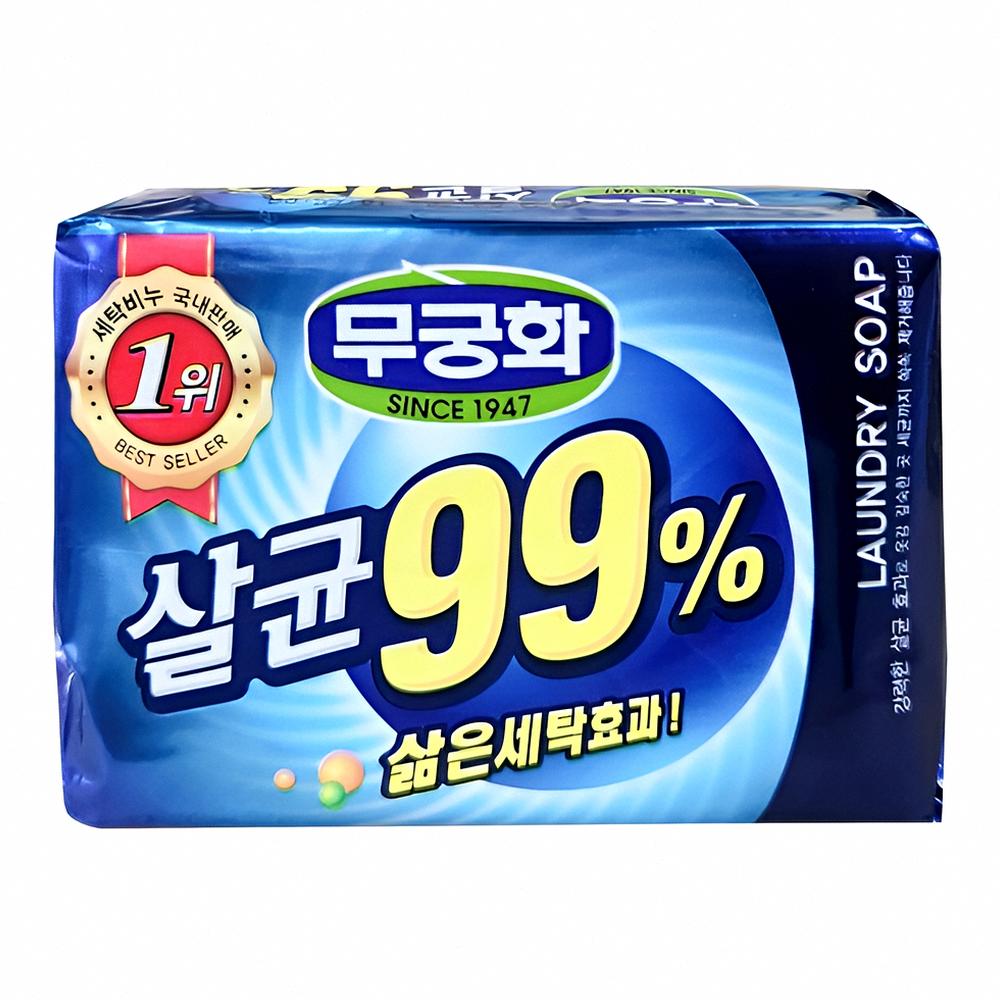 세탁비누 국내판매
1위
BEST SELLER
무궁화
SINCE 1947
살균99%
삶은세탁효과!
LAUNDRY SOAP
강력한 살균 효과로 옷감 깊숙한 곳 세균까지 싹싹 제거해줍니다
SINCE 1947